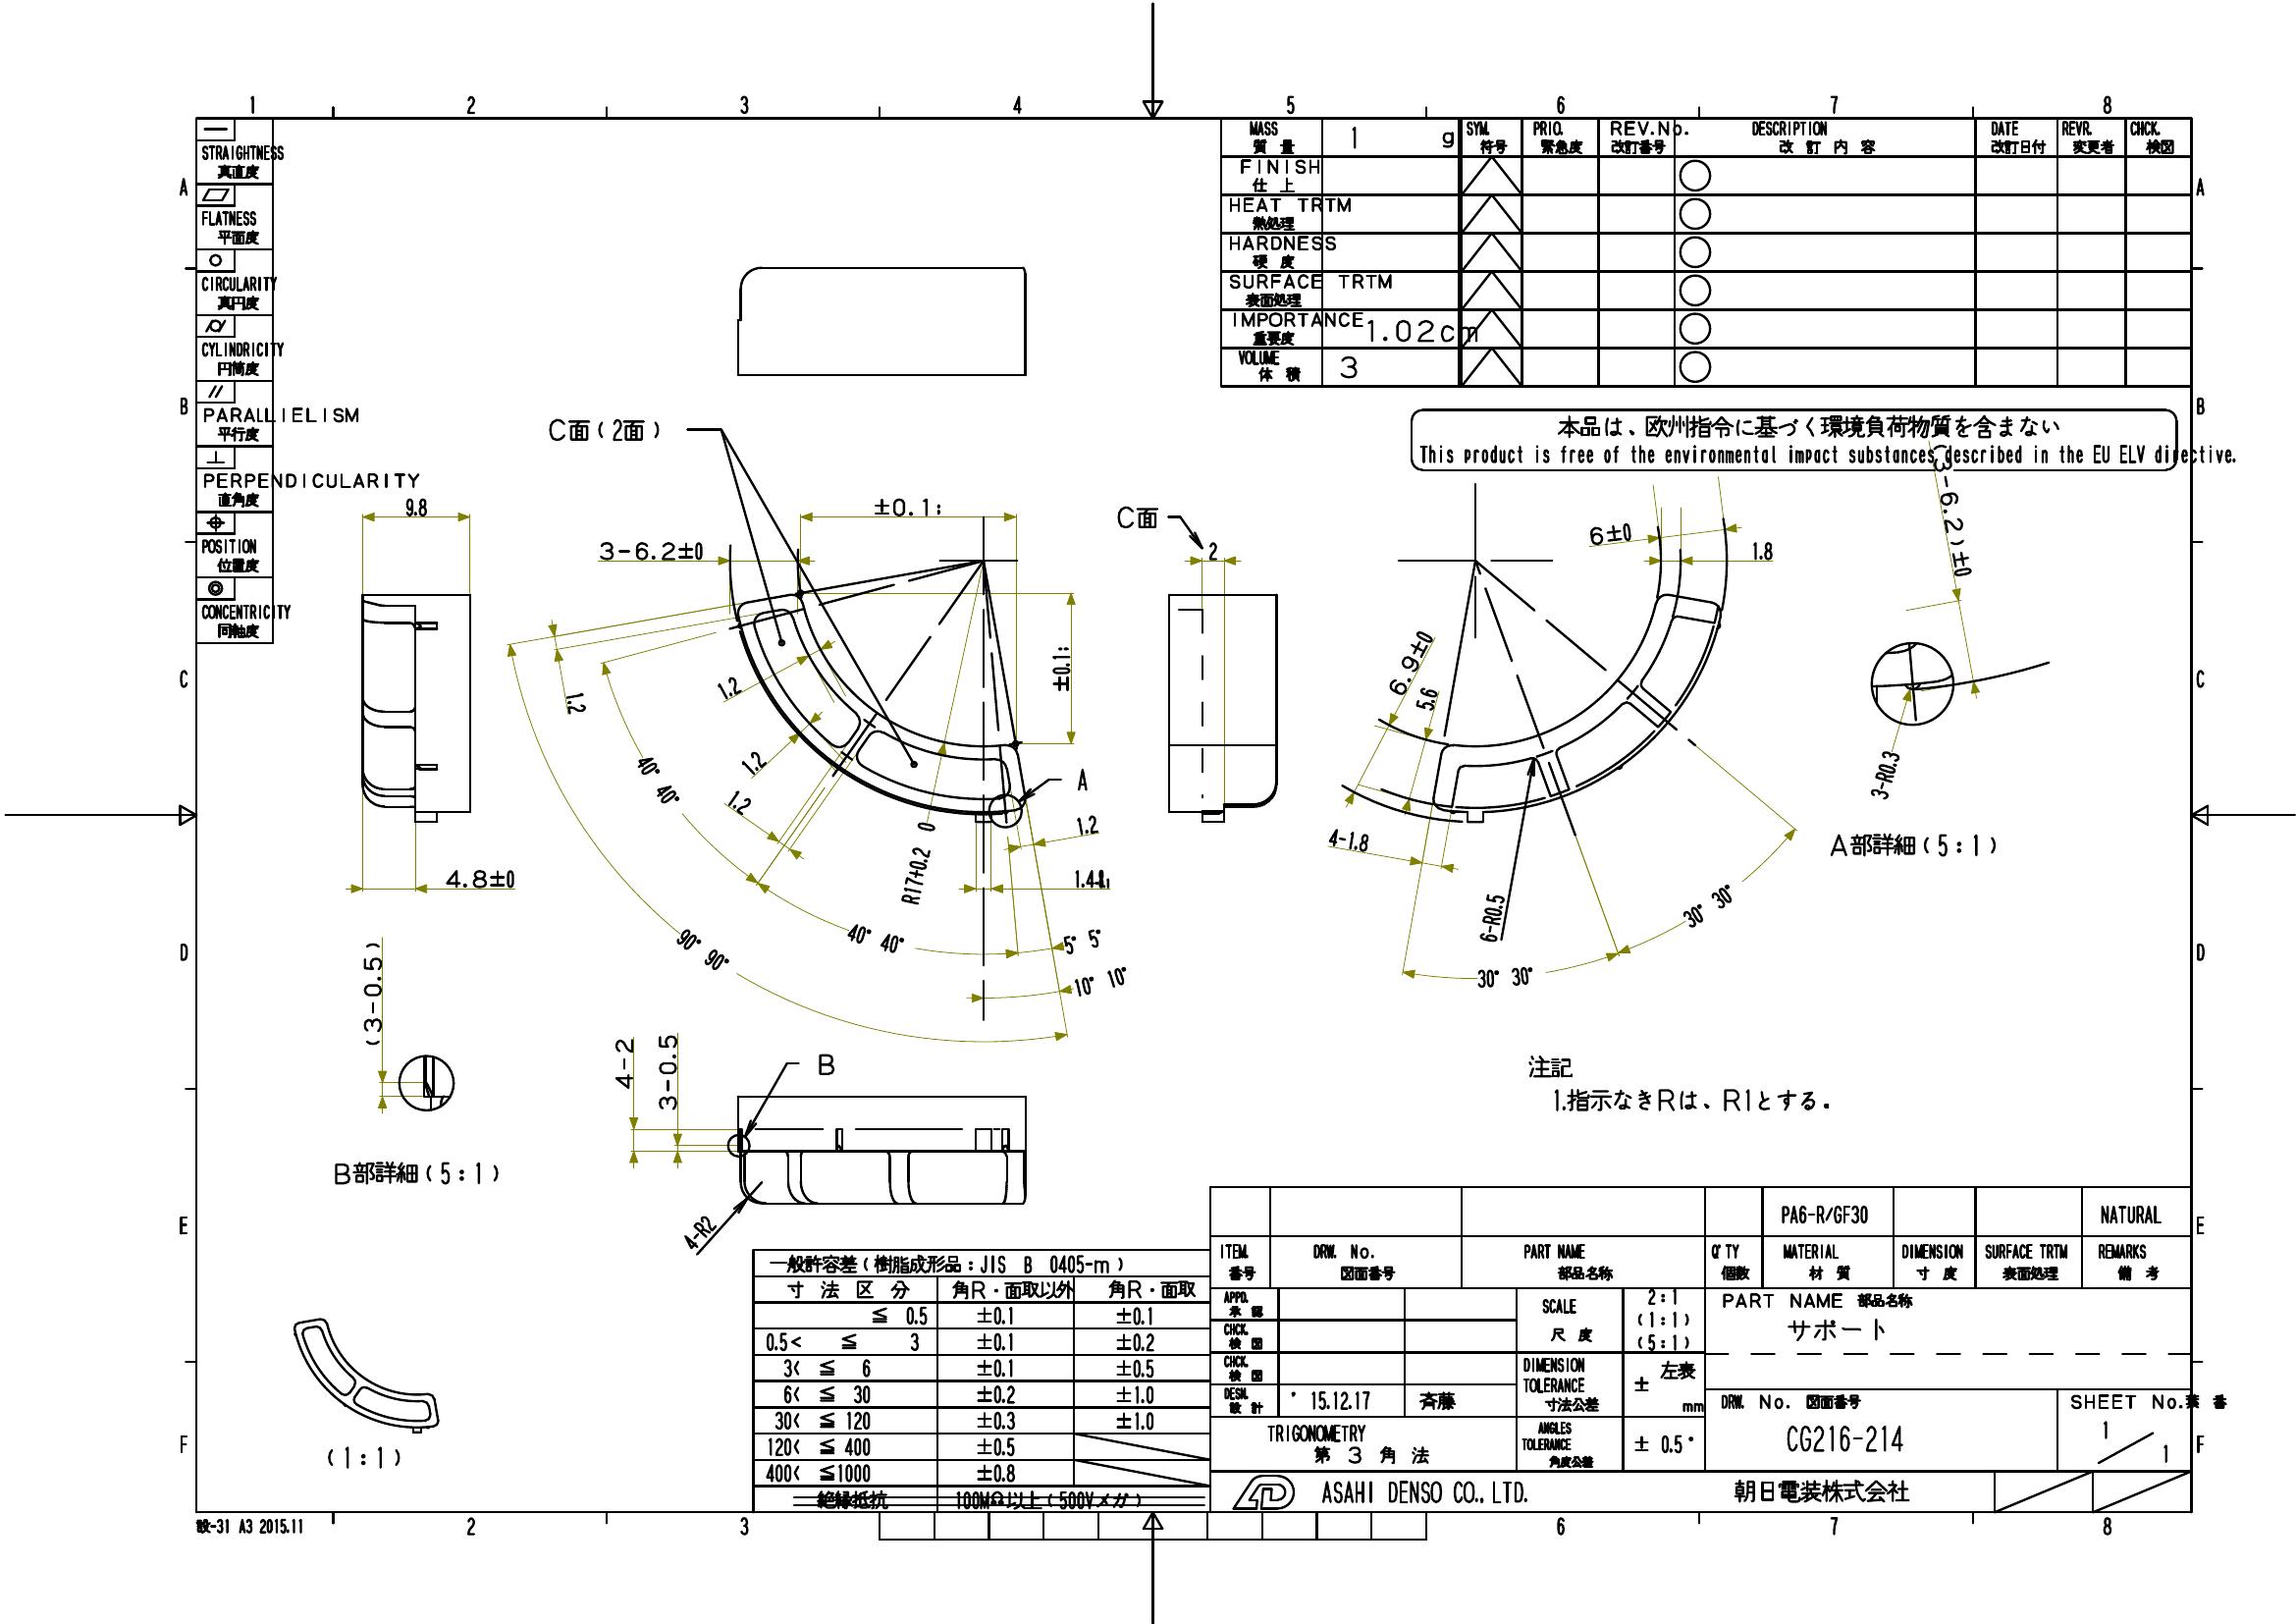 1 2 3 4 5 6 7 8
A
B
C
D
E
F
STRAIGHTNESS
真直度
FLATNESS
平面度
CIRCULARITY
真円度
CYLINDRICITY
円筒度
PARALLIELISM
平行度
PERPENDICULARITY
直角度
POSITION
位置度
CONCENTRICITY
同軸度
MASS 1 g SYM. PRIO. REV.No. DESCRIPTION DATE REVR. CHCK.
質 量 符号 緊急度 改訂番号 改 訂 内 容 改訂日付 変更者 検図
FINISH
仕 上
HEAT TRTM
熱処理
HARDNESS
硬 度
SURFACE TRTM
表面処理
IMPORTANCE 1.02cm
重要度
VOLUME 3
体 積
本品は、欧州指令に基づく環境負荷物質を含まない
This product is free of the environmental impact substances described in the EU ELV directive.
C面(2面)
9.8
±0.1
3-6.2±0
±0.1
1.2
1.2
1.2
1.2
1.2
A
40° 40°
40° 40°
90° 90°
5° 5°
10° 10°
R17+0.2 0
4.8±0
C面
2
6±0
1.8
6.9±0
5.6
4-1.8
6-R0.5
30° 30°
30° 30°
(3-6.2)±0
3-R0.3
A部詳細(5:1)
(3-0.5)
B部詳細(5:1)
4-2
3-0.5
B
4-R2
注記
1.指示なきRは、R1とする.
(1:1)
一般許容差(樹脂成形品:JIS B 0405-m)
寸 法 区 分 角R・面取以外 角R・面取
≦ 0.5 ±0.1 ±0.1
0.5< ≦ 3 ±0.1 ±0.2
3< ≦ 6 ±0.1 ±0.5
6< ≦ 30 ±0.2 ±1.0
30< ≦ 120 ±0.3 ±1.0
120< ≦ 400 ±0.5
400< ≦1000 ±0.8
絶縁抵抗 100MΩ以上(500Vメガ)
PA6-R/GF30 NATURAL
ITEM. DRW. No. PART NAME Q'TY MATERIAL DIMENSION SURFACE TRTM REMARKS
番号 図面番号 部品名称 個数 材 質 寸 度 表面処理 備 考
APPD.
承 認
CHCK.
検 図
CHCK.
検 図
DESN.
設 計
' 15.12.17 斉藤
SCALE
尺 度
2:1
(1:1)
(5:1)
DIMENSION
TOLERANCE
寸法公差
± 左表
mm
TRIGONOMETRY
第 3 角 法
ANGLES
TOLERANCE
角度公差
± 0.5°
PART NAME 部品名称
サポート
DRW. No. 図面番号
CG216-214
SHEET No.葉 番
1
1
ASAHI DENSO CO., LTD. 朝日電装株式会社
設-31 A3 2015.11
2 3 6 7 8
A
B
C
D
E
F